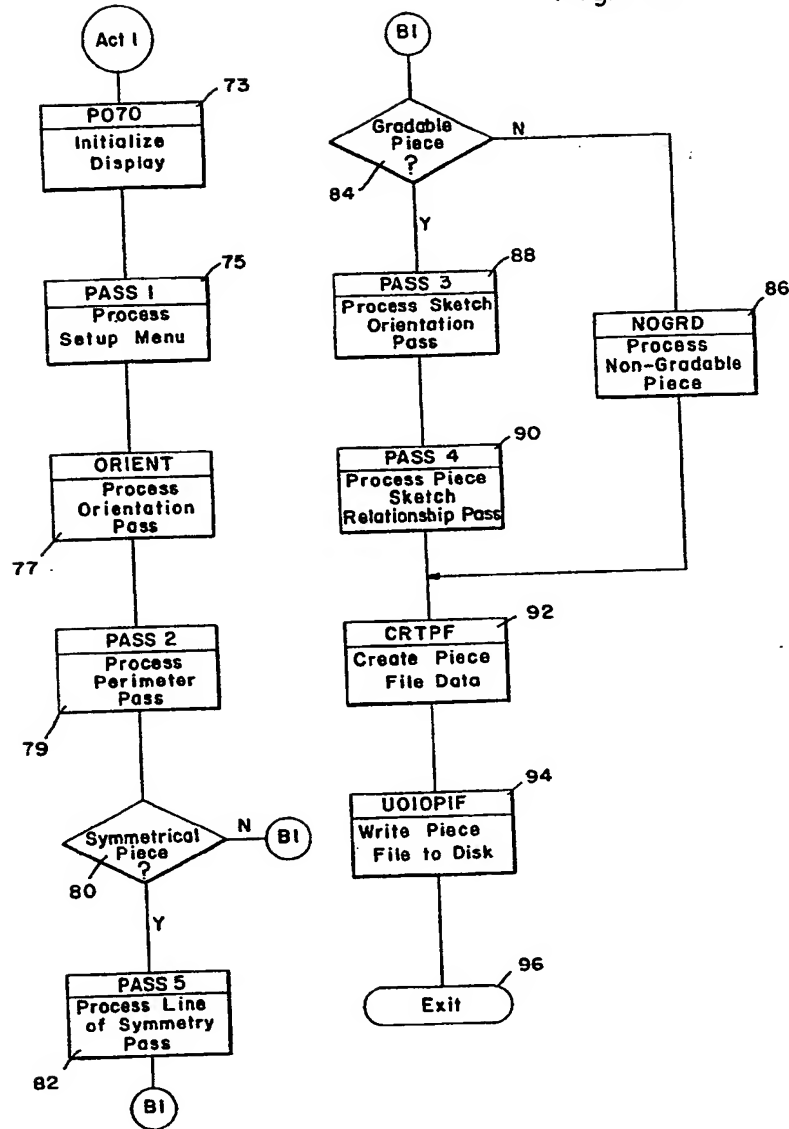 Act 1
73
PO70
Initialize
Display
75
PASS 1
Process
Setup Menu
ORIENT
Process
Orientation
Pass
77
PASS 2
Process
Perimeter
Pass
79
Symmetrical
Piece
?
N
B1
80
Y
PASS 5
Process Line
of Symmetry
Pass
82
B1
B1
Gradable
Piece
?
N
84
Y
88
PASS 3
Process Sketch
Orientation
Pass
86
NOGRD
Process
Non-Gradable
Piece
90
PASS 4
Process Piece
Sketch
Relationship Pass
92
CRTPF
Create Piece
File Data
94
UOIOPIF
Write Piece
File to Disk
96
Exit